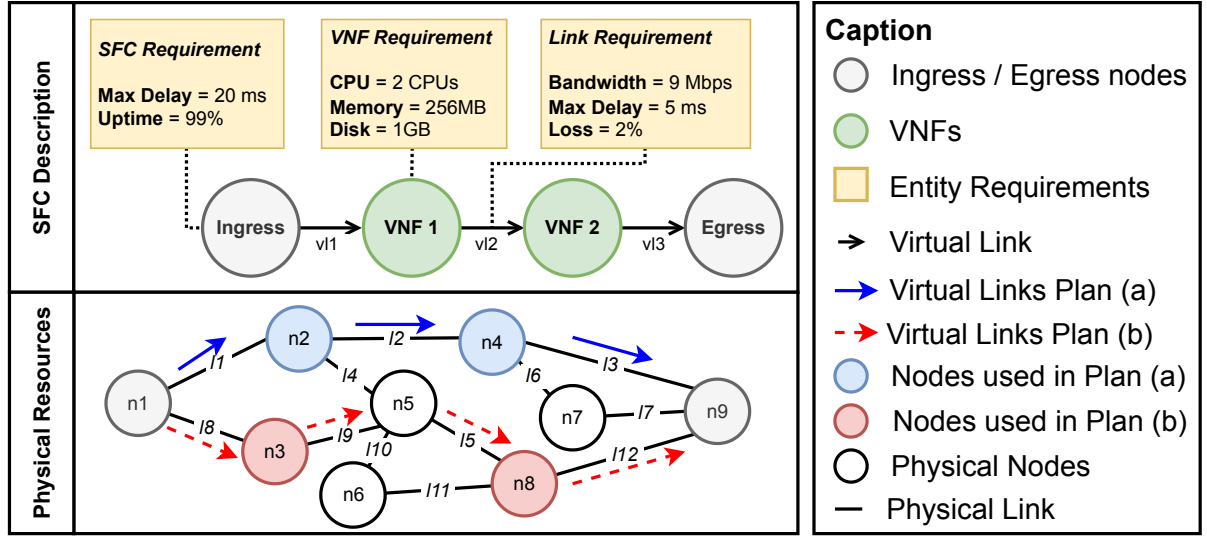 SFC Description
SFC Requirement
Max Delay = 20 ms
Uptime = 99%
VNF Requirement
CPU = 2 CPUs
Memory = 256MB
Disk = 1GB
Link Requirement
Bandwidth = 9 Mbps
Max Delay = 5 ms
Loss = 2%
Ingress
vl1
VNF 1
vl2
VNF 2
vl3
Egress
Physical Resources
n1
n2
n3
n4
n5
n6
n7
n8
n9
l1
l2
l3
l4
l5
l6
l7
l8
l9
l10
l11
l12
Caption
Ingress / Egress nodes
VNFs
Entity Requirements
Virtual Link
Virtual Links Plan (a)
Virtual Links Plan (b)
Nodes used in Plan (a)
Nodes used in Plan (b)
Physical Nodes
Physical Link